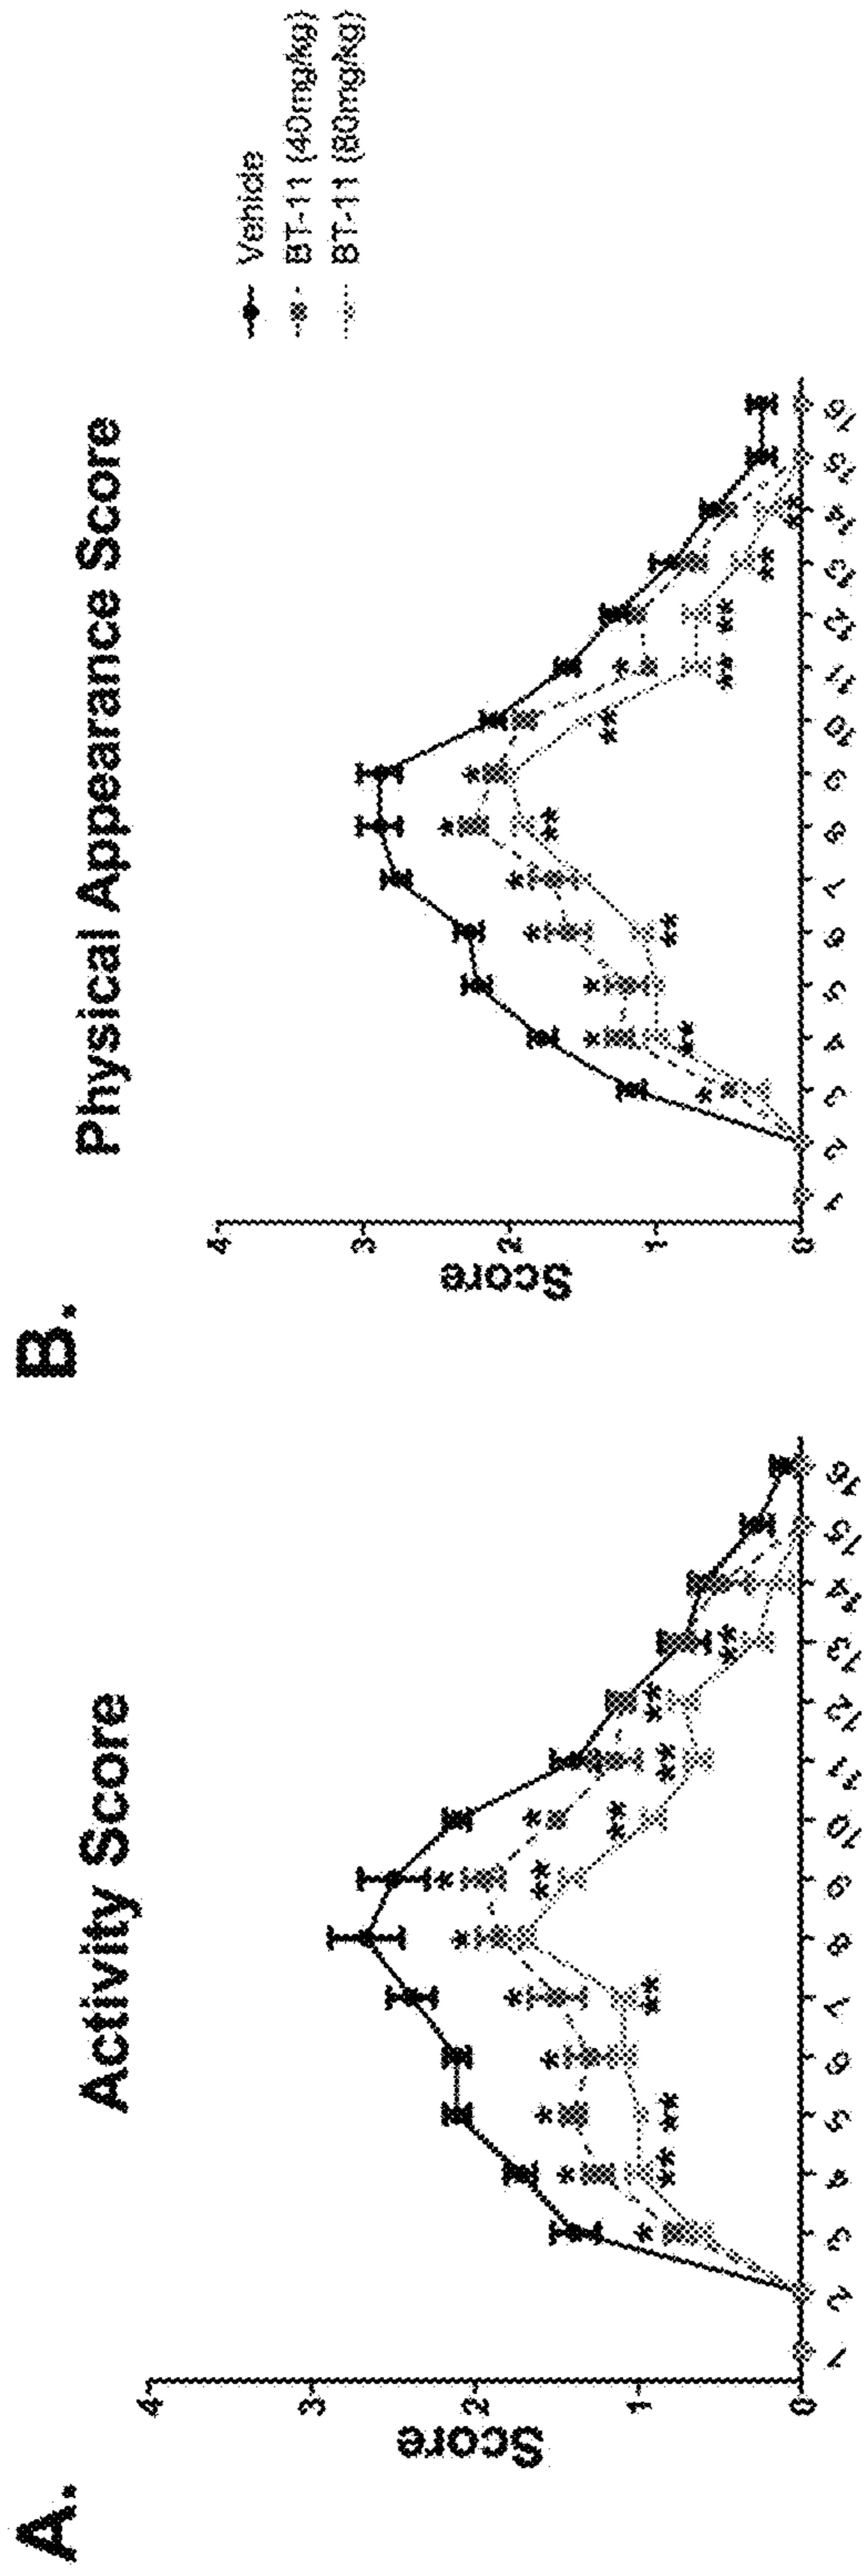 A.
Activity Score
Score
4
3
2
1
0
1 2 3 4 5 6 7 8 9 10 11 12 13 14 15 16
* * * * * * * *
** ** ** ** ** ** ** **
B.
Physical Appearance Score
Score
4
3
2
1
0
1 2 3 4 5 6 7 8 9 10 11 12 13 14 15 16
* * * * * * * *
** ** ** ** ** ** ** **
Vehicle
BT-11 (40mg/kg)
BT-11 (80mg/kg)